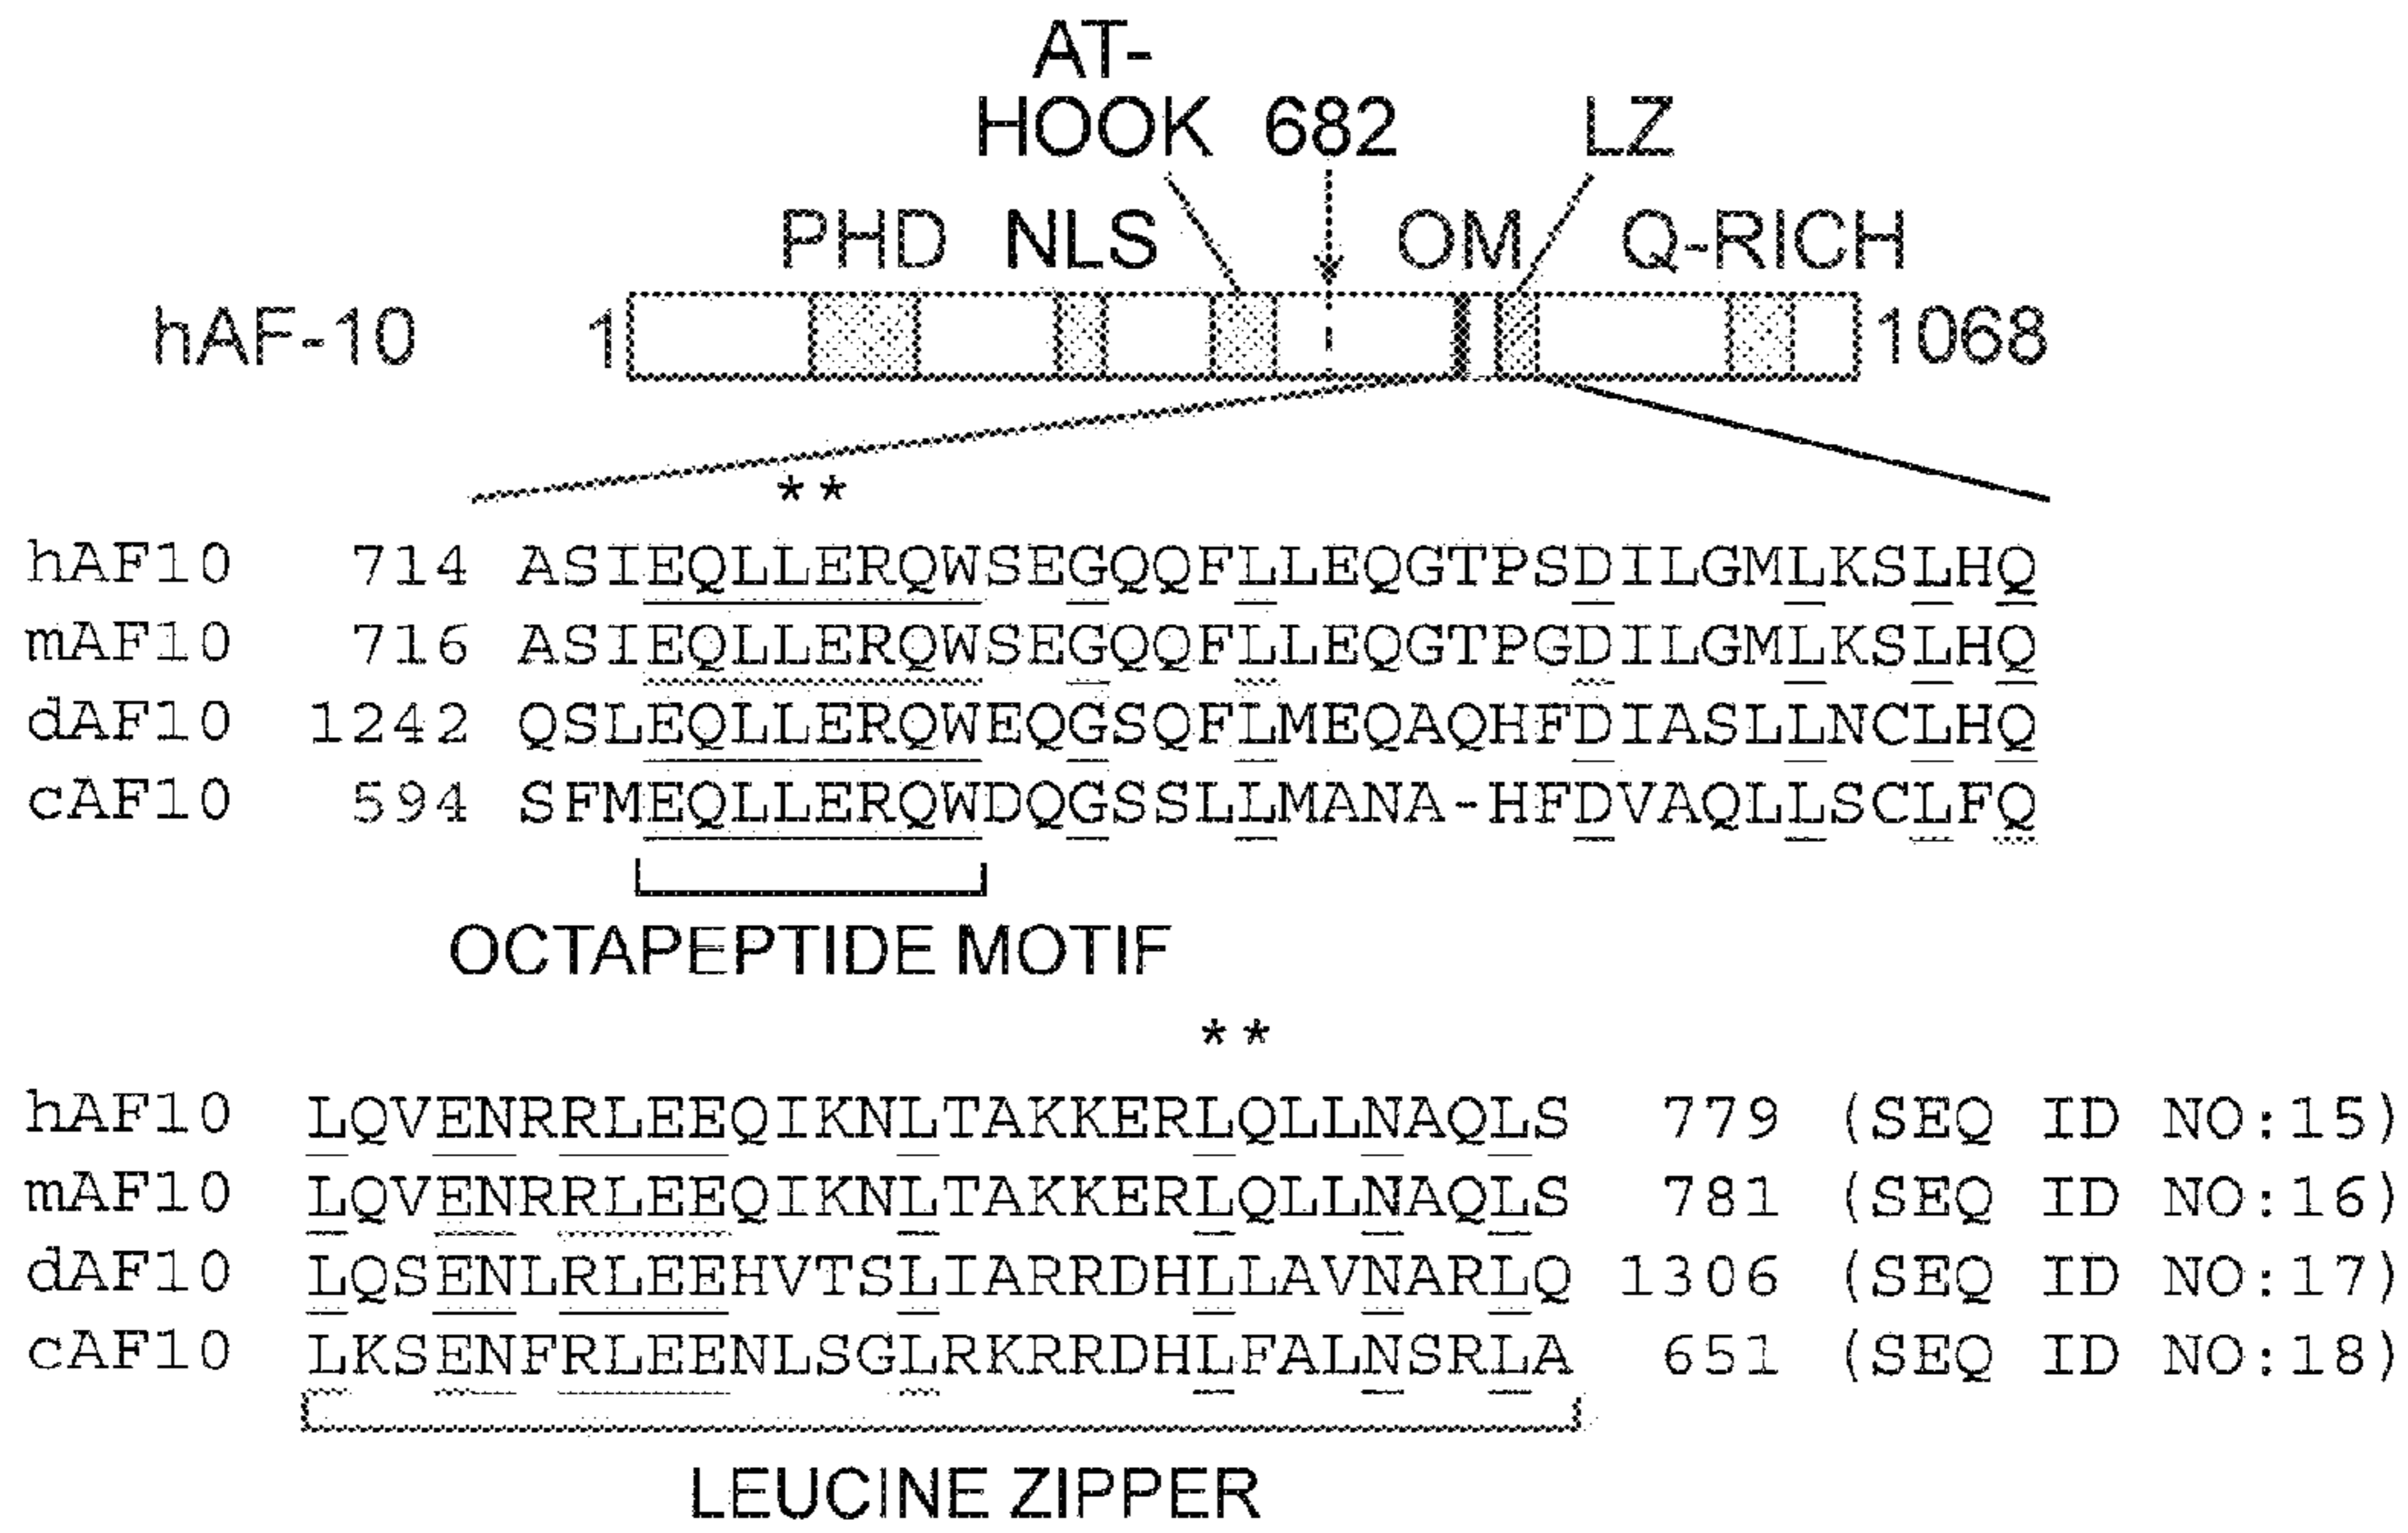 AT-
HOOK 682 LZ
PHD NLS OM Q-RICH
hAF-10 1 1068
**
hAF10 714 ASIEQLLERQWSEGQQFLLEQGTPSDILGMLKSLHQ
mAF10 716 ASIEQLLERQWSEGQQFLLEQGTPGDILGMLKSLHQ
dAF10 1242 QSLEQLLERQWEQGSQFLMEQAQHFDIASLLNCLHQ
cAF10 594 SFMEQLLERQWDQGSSLLMANA-HFDVAQLLSCLFQ
OCTAPEPTIDE MOTIF
**
hAF10 LQVENRRLEEQIKNLTAKKERLQLLNAQLS 779 (SEQ ID NO:15)
mAF10 LQVENRRLEEQIKNLTAKKERLQLLNAQLS 781 (SEQ ID NO:16)
dAF10 LQSENLRLEEHVTSLIARRDHLLAVNARLQ 1306 (SEQ ID NO:17)
cAF10 LKSENFRLEENLSGLRKRRDHLFALNSRLA 651 (SEQ ID NO:18)
LEUCINE ZIPPER